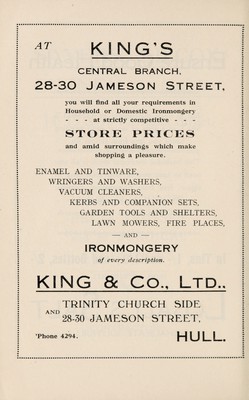 AT KING'S
CENTRAL BRANCH,
28-30 JAMESON STREET,
you will find all your requirements in
Household or Domestic Ironmongery
- - - at strictly competitive - - -
STORE PRICES
and amid surroundings which make
shopping a pleasure.
ENAMEL AND TINWARE,
WRINGERS AND WASHERS,
VACUUM CLEANERS,
KERBS AND COMPANION SETS,
GARDEN TOOLS AND SHELTERS,
LAWN MOWERS, FIRE PLACES,
— AND —
IRONMONGERY
of every description.
KING & Co., LTD.,
TRINITY CHURCH SIDE
AND 28-30 JAMESON STREET,
'Phone 4294. HULL.